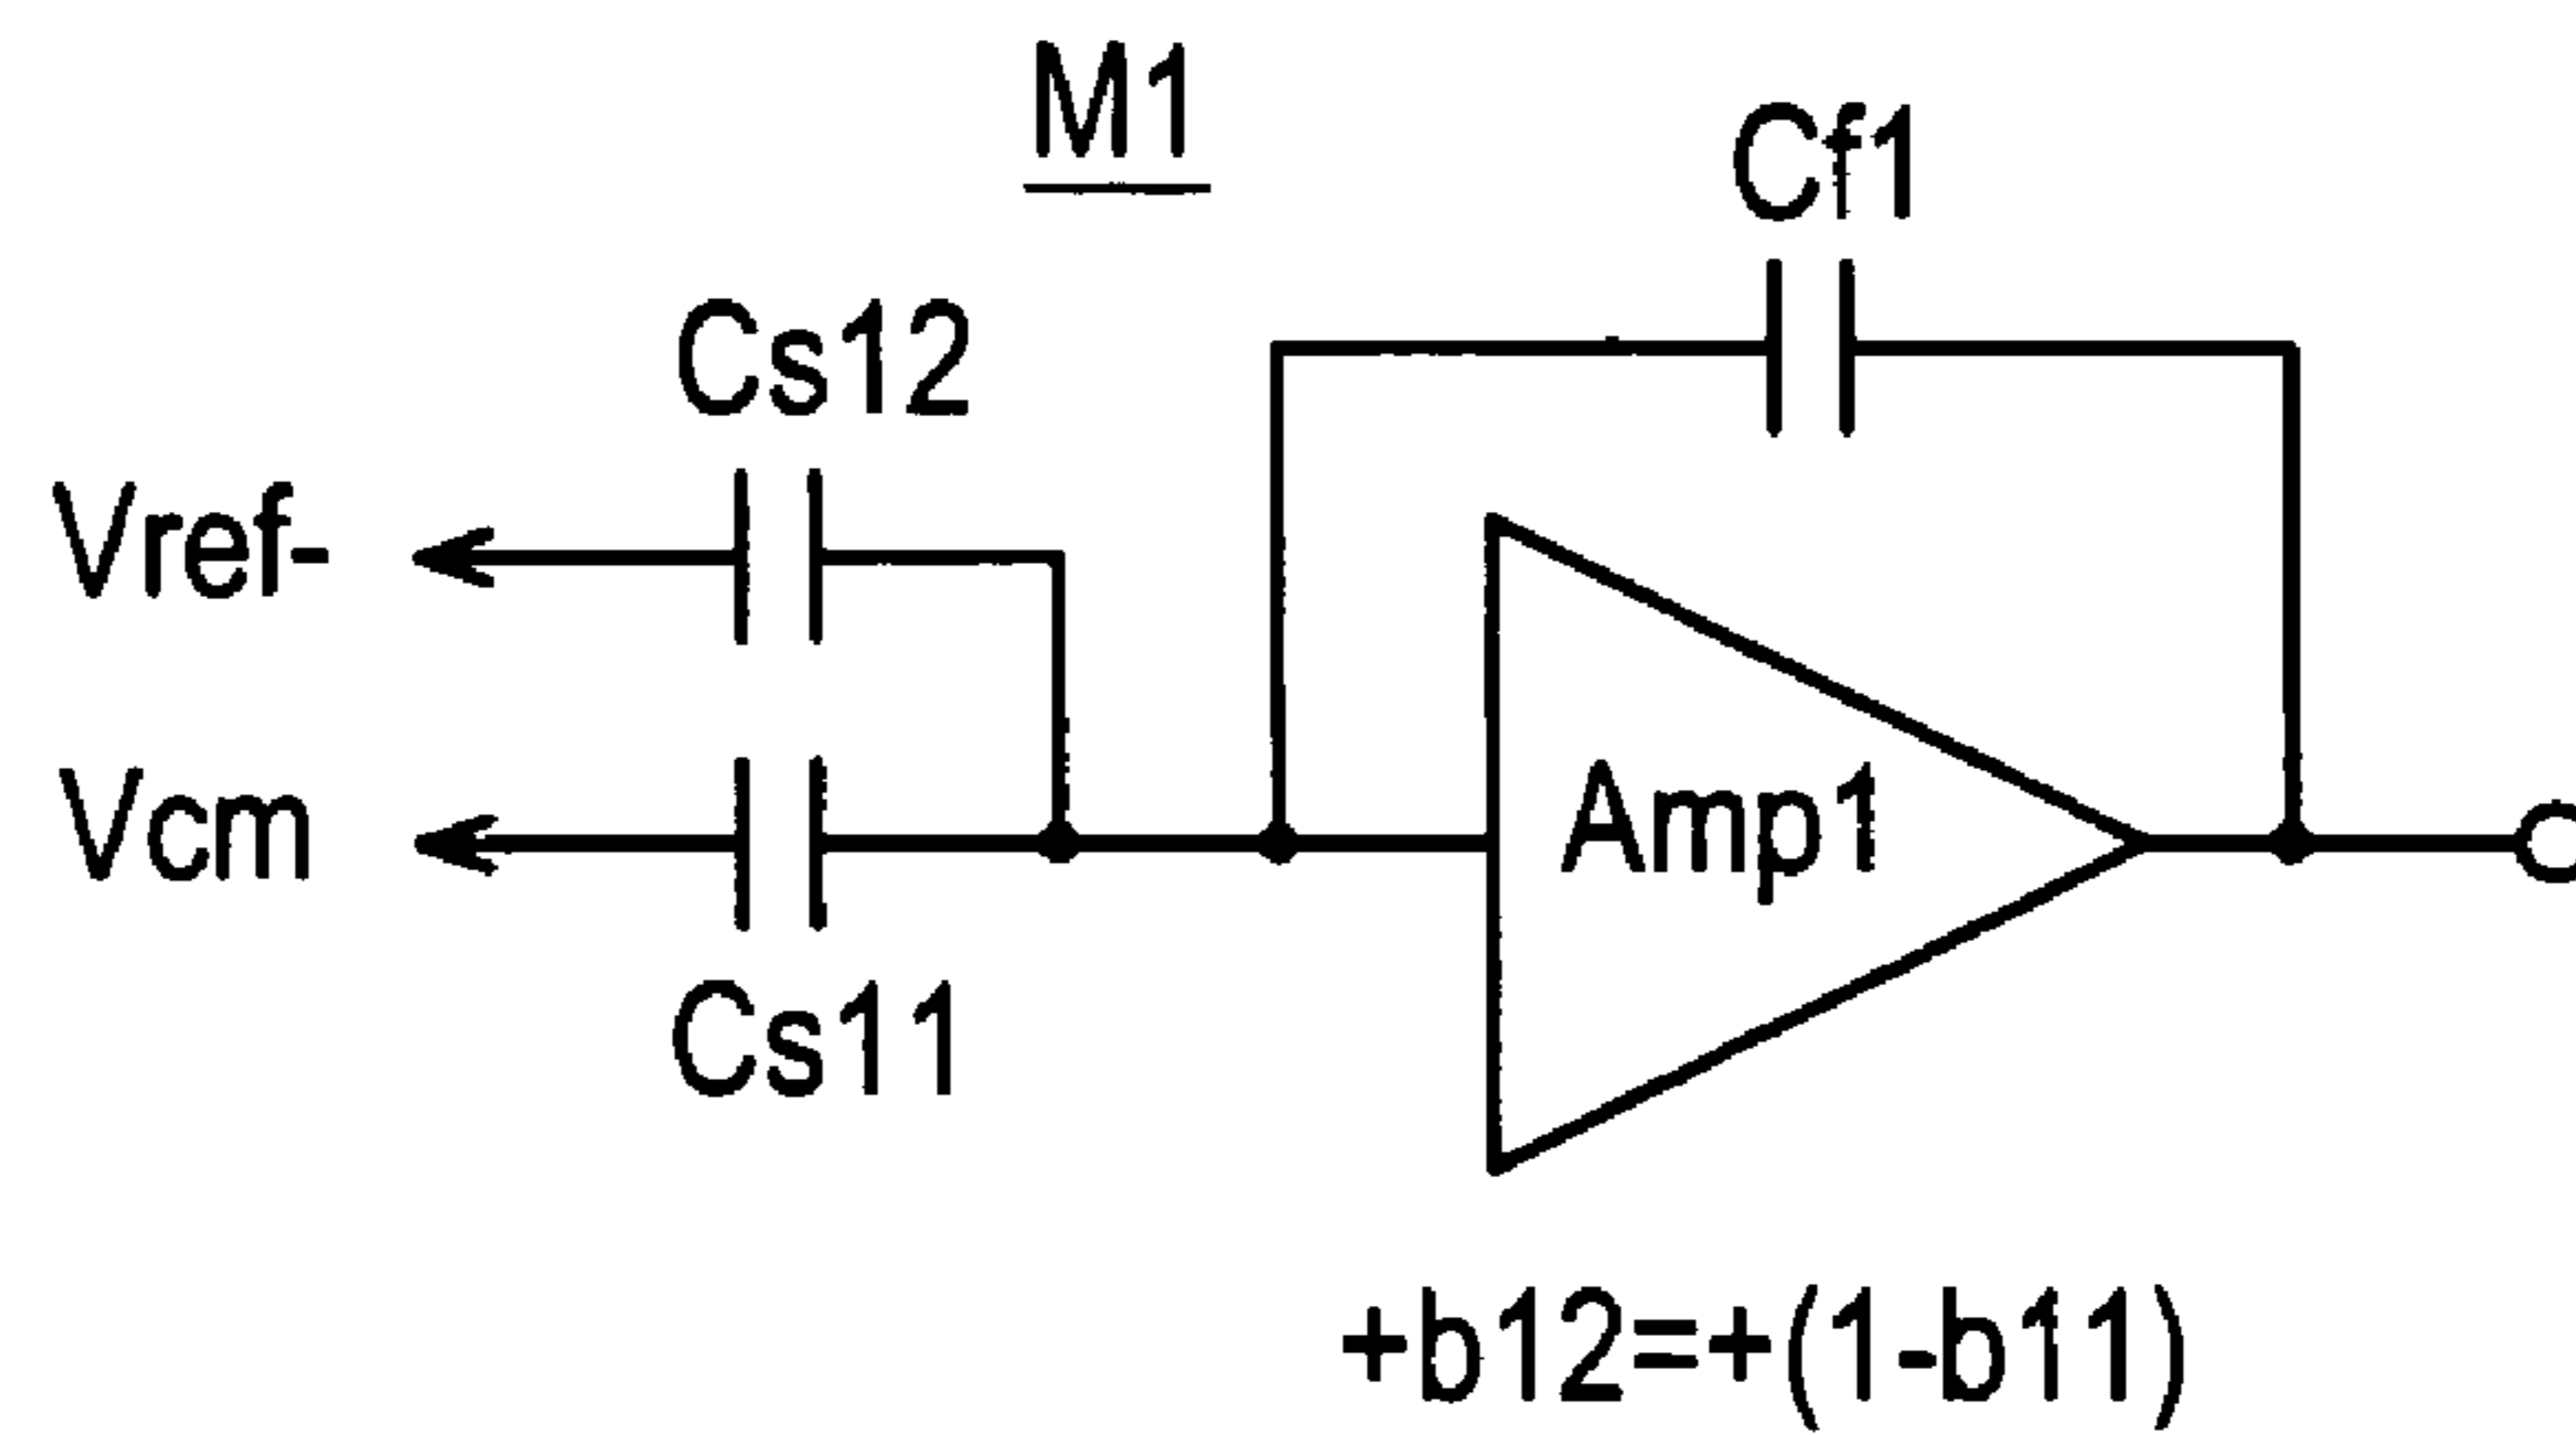 M1
Cf1
Cs12
Vref-
Vcm
Amp1
Cs11
+b12=+(1-b11)